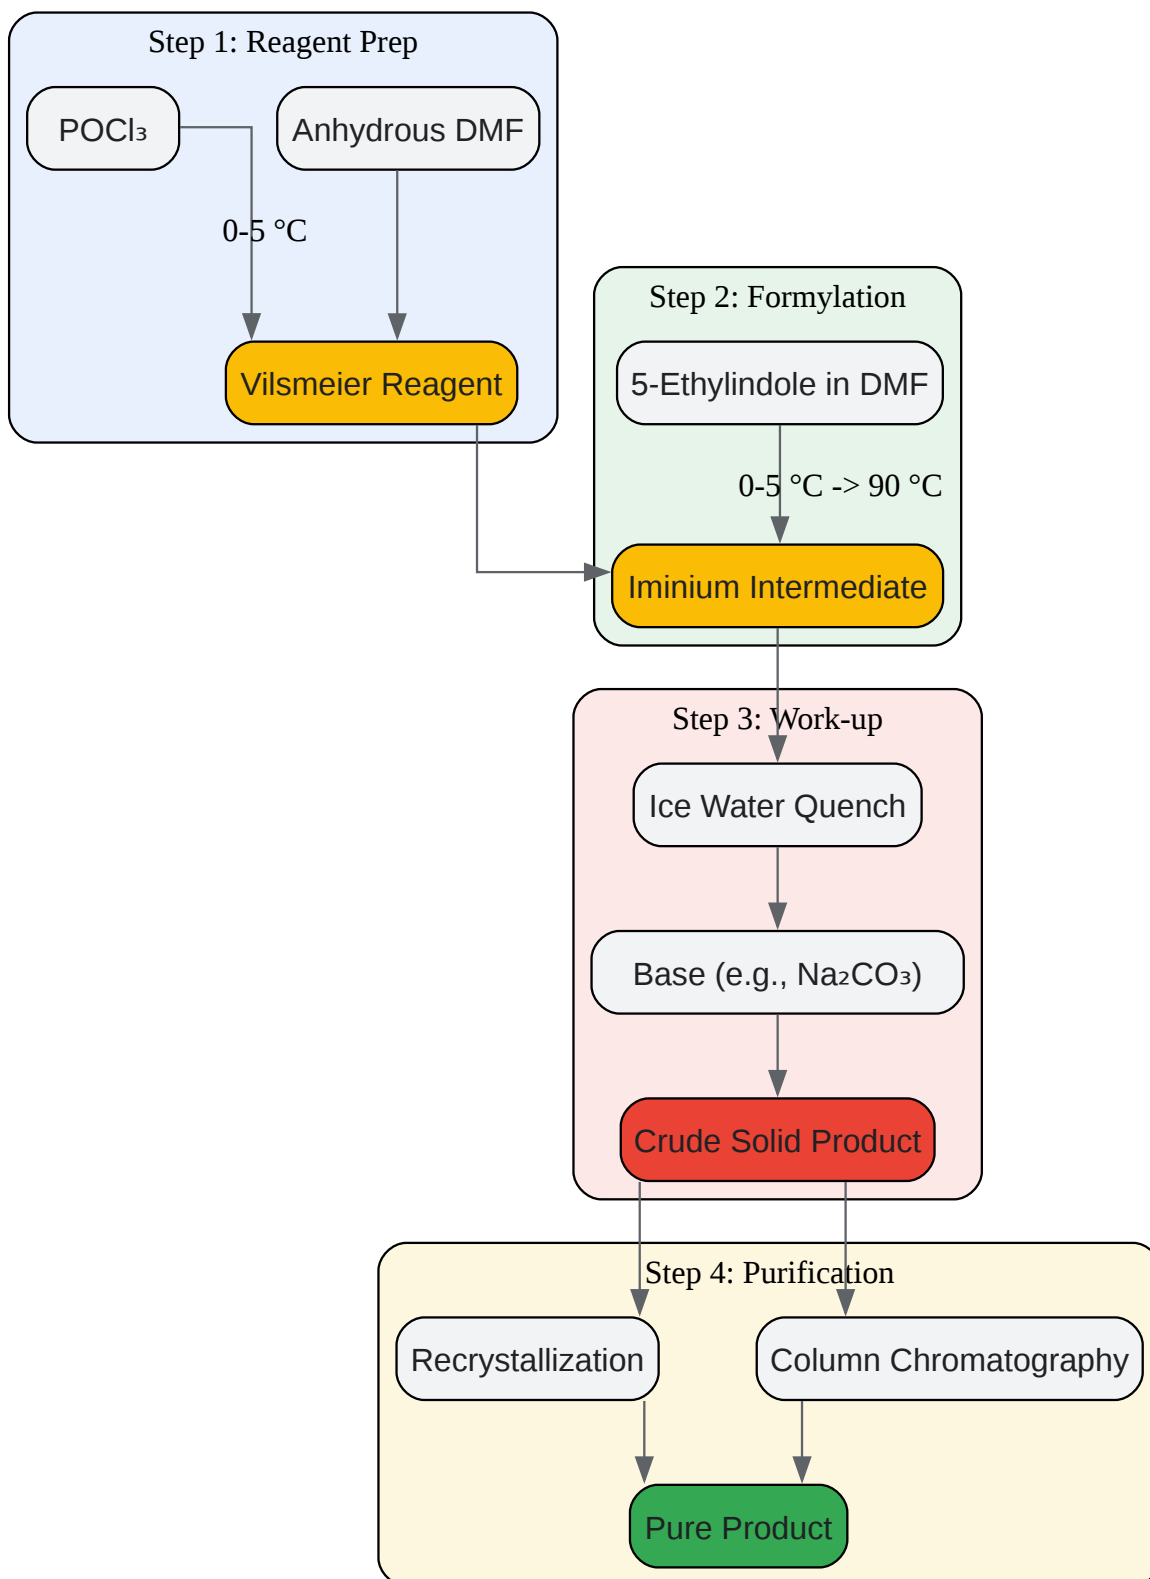 Step 1: Reagent Prep
POCl₃
Anhydrous DMF
0-5 °C
Vilsmeier Reagent
Step 2: Formylation
5-Ethylindole in DMF
0-5 °C -> 90 °C
Iminium Intermediate
Step 3: Work-up
Ice Water Quench
Base (e.g., Na₂CO₃)
Crude Solid Product
Step 4: Purification
Recrystallization
Column Chromatography
Pure Product